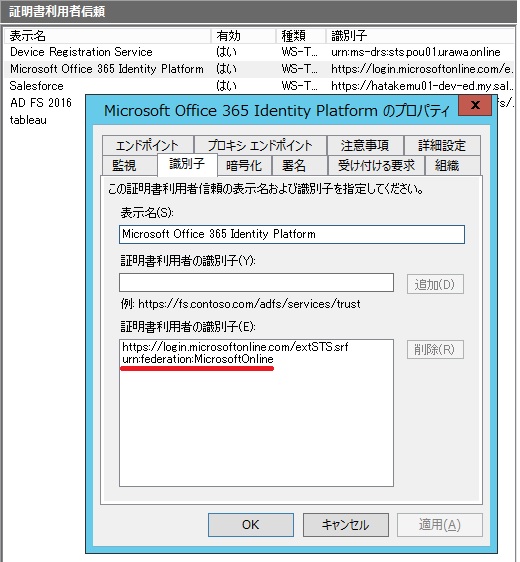 証明書利用者信頼
表示名 有効 種類 識別子
Device Registration Service はい WS-T... urn:ms-drs:sts.pou01.urawa.online
Microsoft Office 365 Identity Platform はい WS-T... https://login.microsoftonline.com/e...
Salesforce はい WS-T... https://hatakemu01-dev-ed.my.sal...
AD FS 2016 fs/.
tableau
Microsoft Office 365 Identity Platform のプロパティ x
エンドポイント プロキシ エンドポイント 注意事項 詳細設定
監視 識別子 暗号化 署名 受け付ける要求 組織
この証明書利用者信頼の表示名および識別子を指定してください。
表示名(S):
Microsoft Office 365 Identity Platform
証明書利用者の識別子(Y):
追加(D)
例: https://fs.contoso.com/adfs/services/trust
証明書利用者の識別子(E):
https://login.microsoftonline.com/extSTS.srf 削除(R)
urn:federation:MicrosoftOnline
OK キャンセル 適用(A)